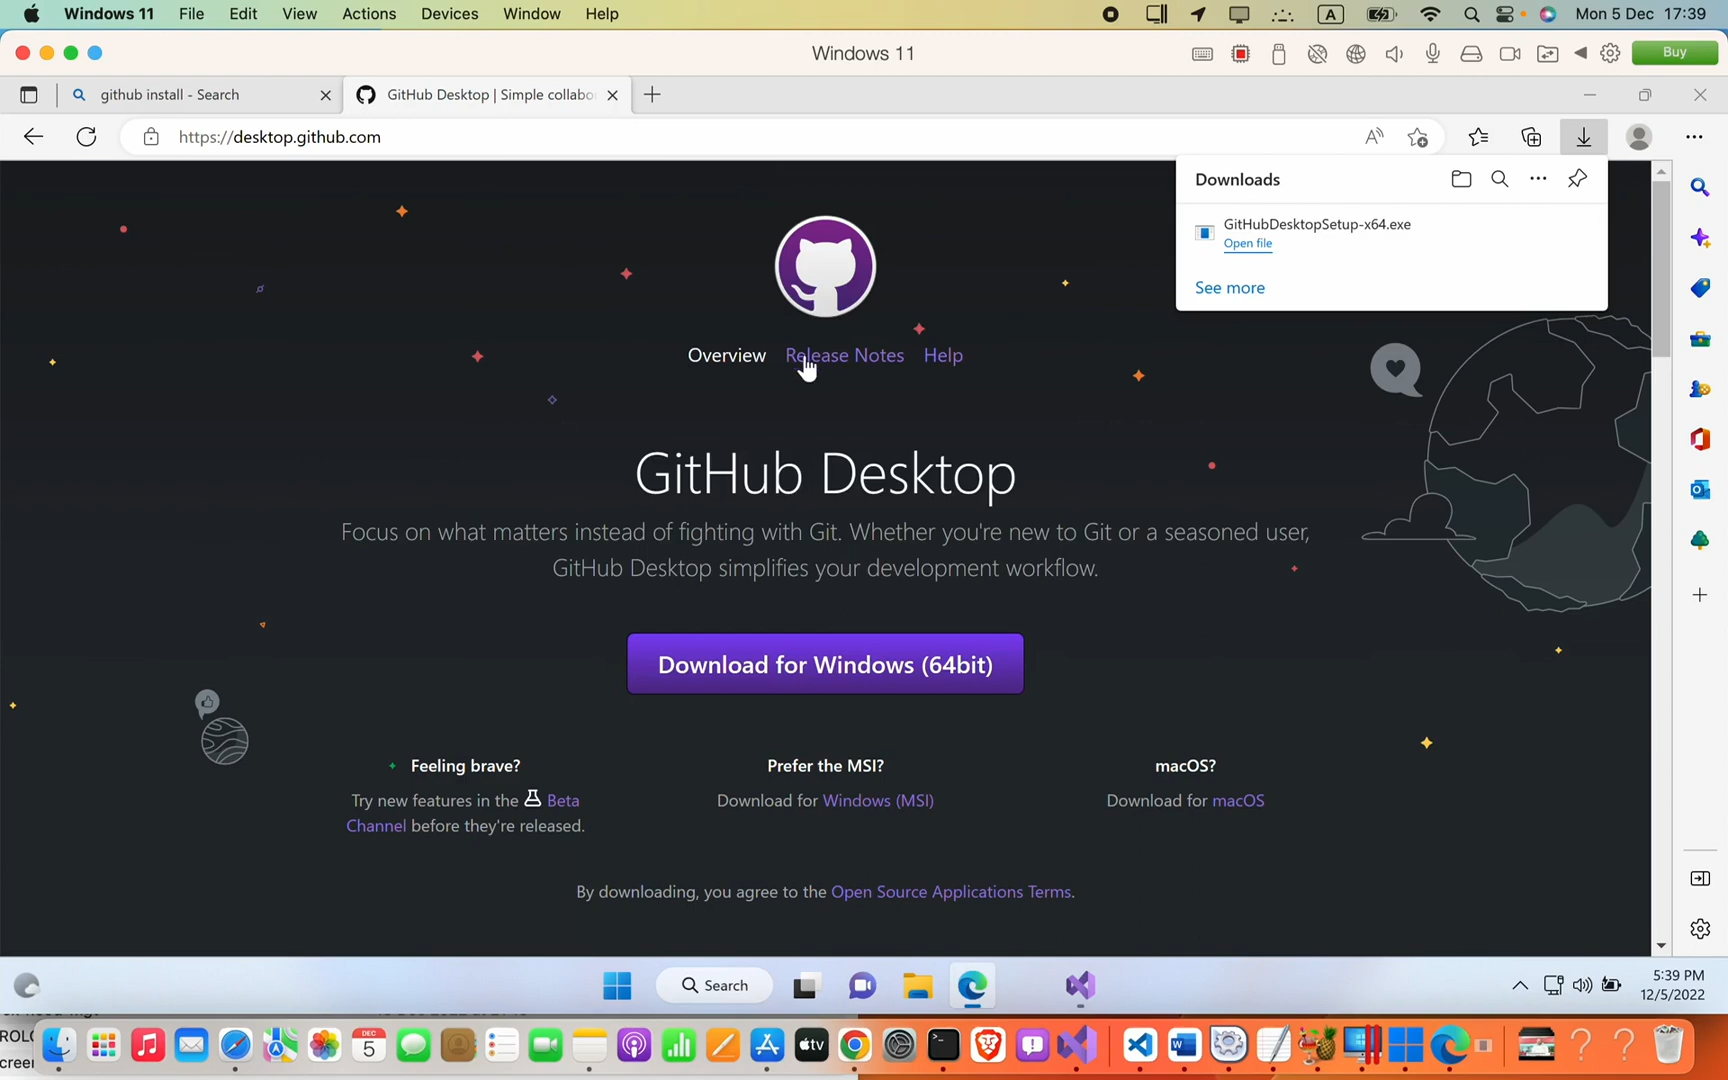 Windows 11 File Edit View Actions Devices Window Help A Mon 5 Dec 17:39
Windows 11 Buy
github install - Search GitHub Desktop | Simple collabo
https://desktop.github.com
Downloads
GitHubDesktopSetup-x64.exe
Open file
See more
Overview Release Notes Help
GitHub Desktop
Focus on what matters instead of fighting with Git. Whether you're new to Git or a seasoned user,
GitHub Desktop simplifies your development workflow.
Download for Windows (64bit)
Feeling brave?
Try new features in the Beta
Channel before they're released.
Prefer the MSI?
Download for Windows (MSI)
macOS?
Download for macOS
By downloading, you agree to the Open Source Applications Terms.
Search
5:39 PM
12/5/2022
DEC
5
tv